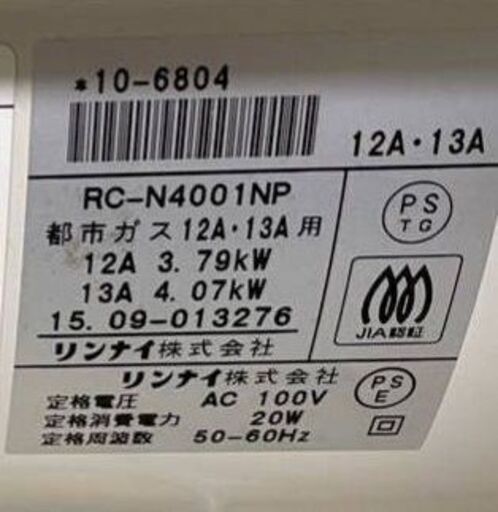 *10-6804
12A・13A
RC-N4001NP
都市ガス12A・13A用
12A 3.79kW
13A 4.07kW
15.09-013276
リンナイ株式会社
PS
TG
JIA認証
リンナイ株式会社
定格電圧 AC 100V
定格消費電力 20W
定格周波数 50-60Hz
PS
E